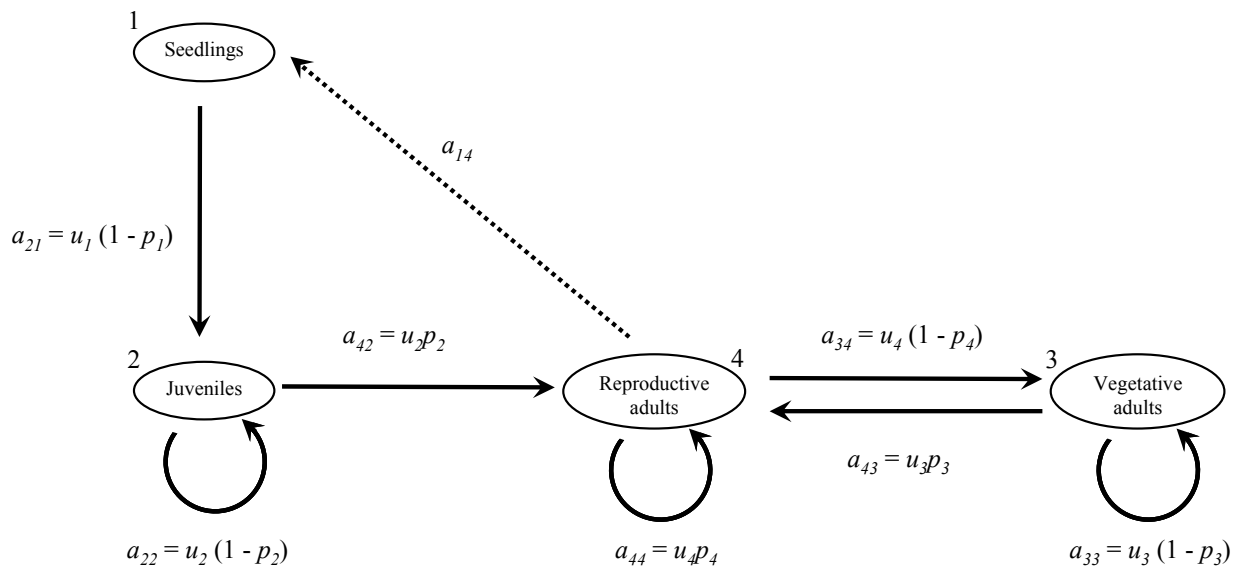 1
Seedlings
a14
a21 = u1 (1 - p1)
2
Juveniles
a42 = u2p2
4
Reproductive
adults
a34 = u4 (1 - p4)
3
Vegetative
adults
a43 = u3p3
a22 = u2 (1 - p2)
a44 = u4p4
a33 = u3 (1 - p3)